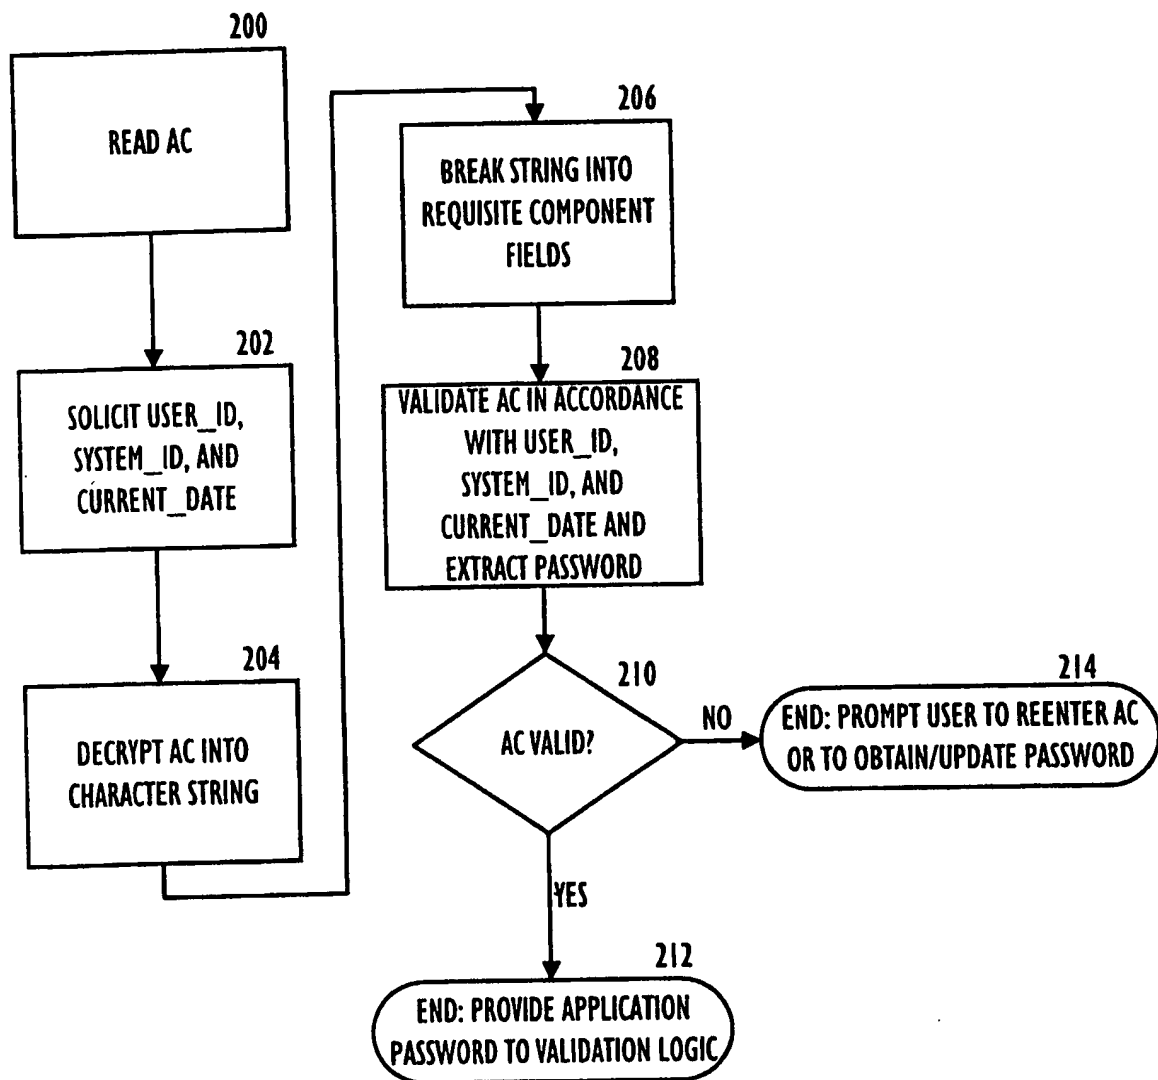 200
READ AC
202
SOLICIT USER_ID,
SYSTEM_ID, AND
CURRENT_DATE
204
DECRYPT AC INTO
CHARACTER STRING
206
BREAK STRING INTO
REQUISITE COMPONENT
FIELDS
208
VALIDATE AC IN ACCORDANCE
WITH USER_ID,
SYSTEM_ID, AND
CURRENT_DATE AND
EXTRACT PASSWORD
210
AC VALID?
NO
214
END: PROMPT USER TO REENTER AC
OR TO OBTAIN/UPDATE PASSWORD
YES
212
END: PROVIDE APPLICATION
PASSWORD TO VALIDATION LOGIC